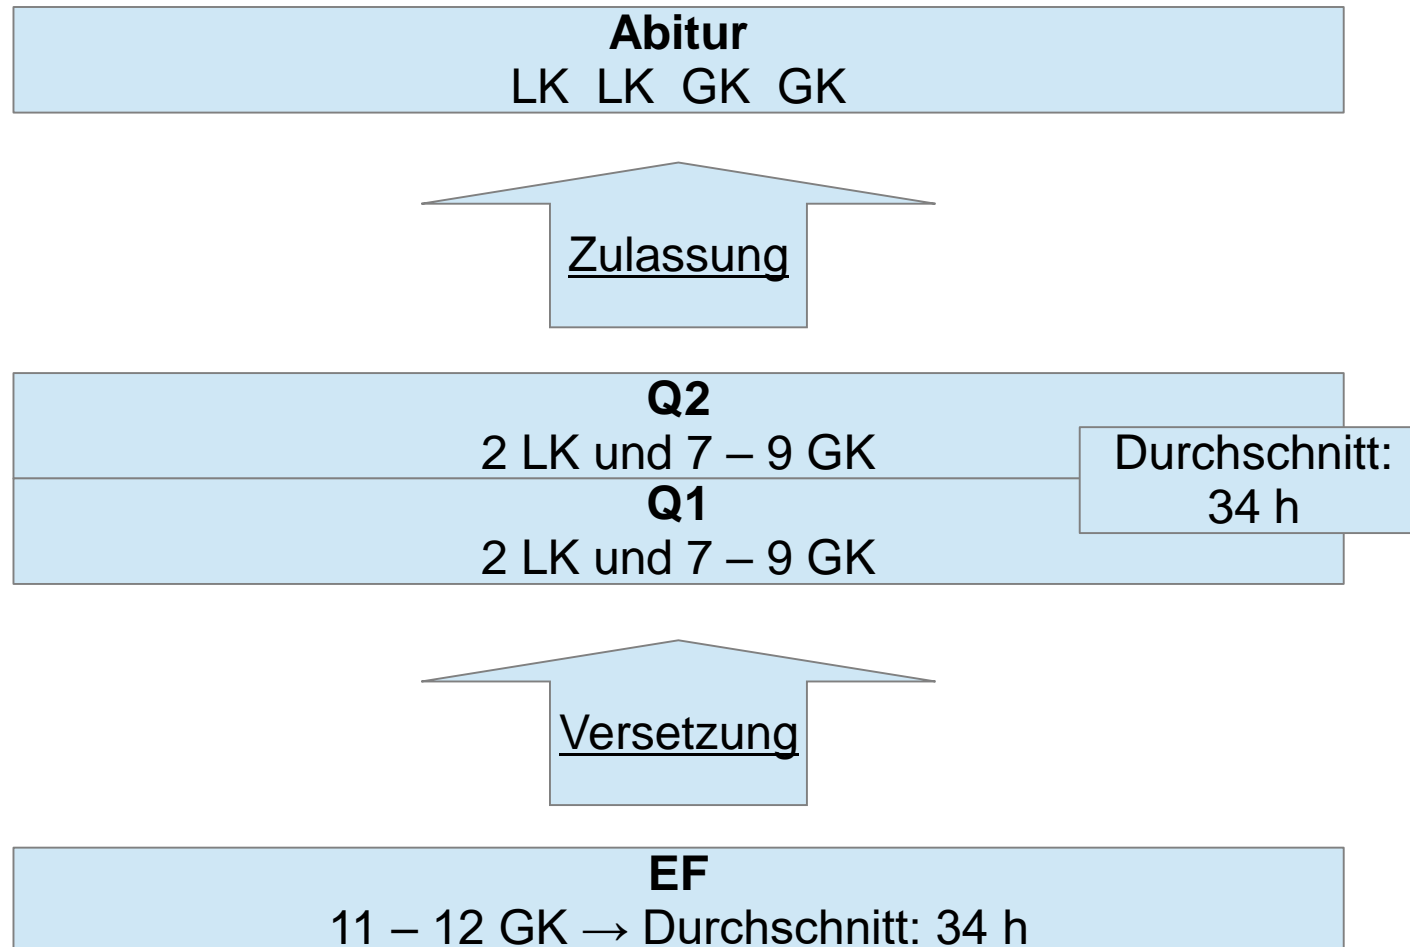 Abitur
LK LK GK GK
Zulassung
Q2
2 LK und 7 – 9 GK
Durchschnitt:
34 h
Q1
2 LK und 7 – 9 GK
Versetzung
EF
11 – 12 GK → Durchschnitt: 34 h